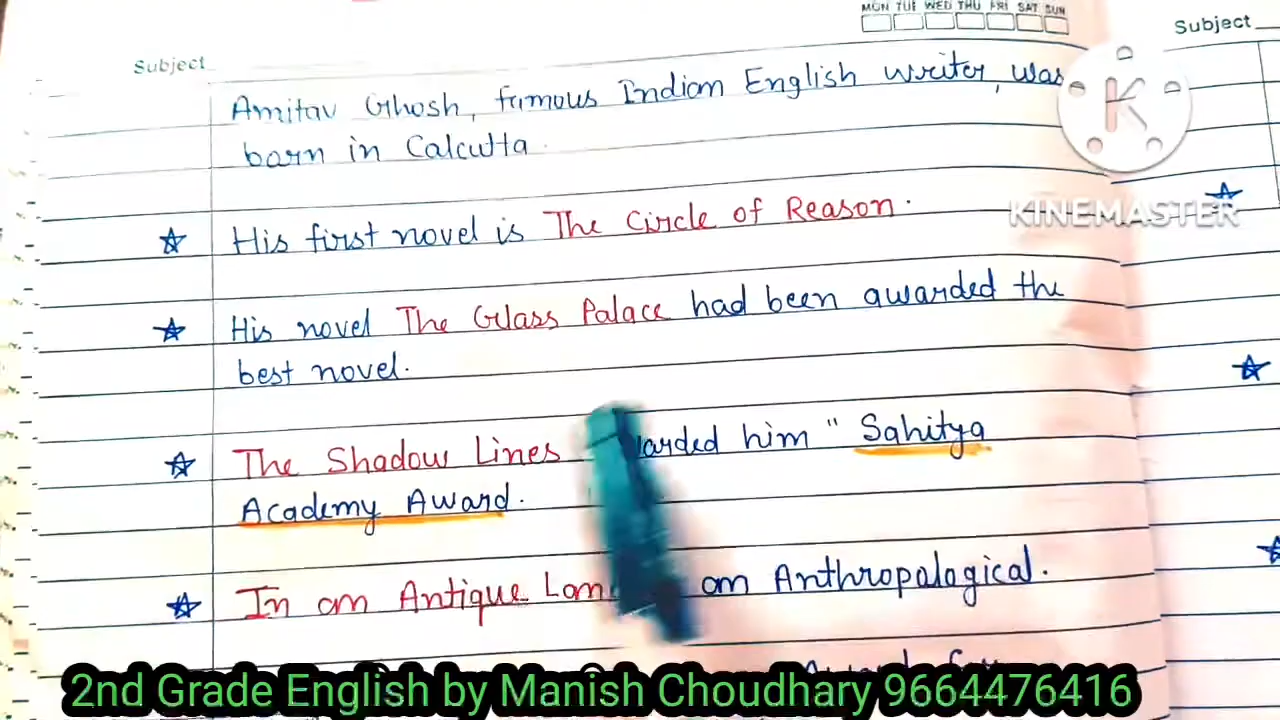 MON TUE WED THU FRI SAT SUN
Subject
Subject
Amitav Ghosh, famous Indian English writer, was
born in Calcutta.
His first novel is The Circle of Reason.
KINEMASTER
His novel The Glass Palace had been awarded the
best novel.
The Shadow Lines arded him " Sahitya
Academy Award.
In an Antique Lan an Anthropological.
2nd Grade English by Manish Choudhary 9664476416